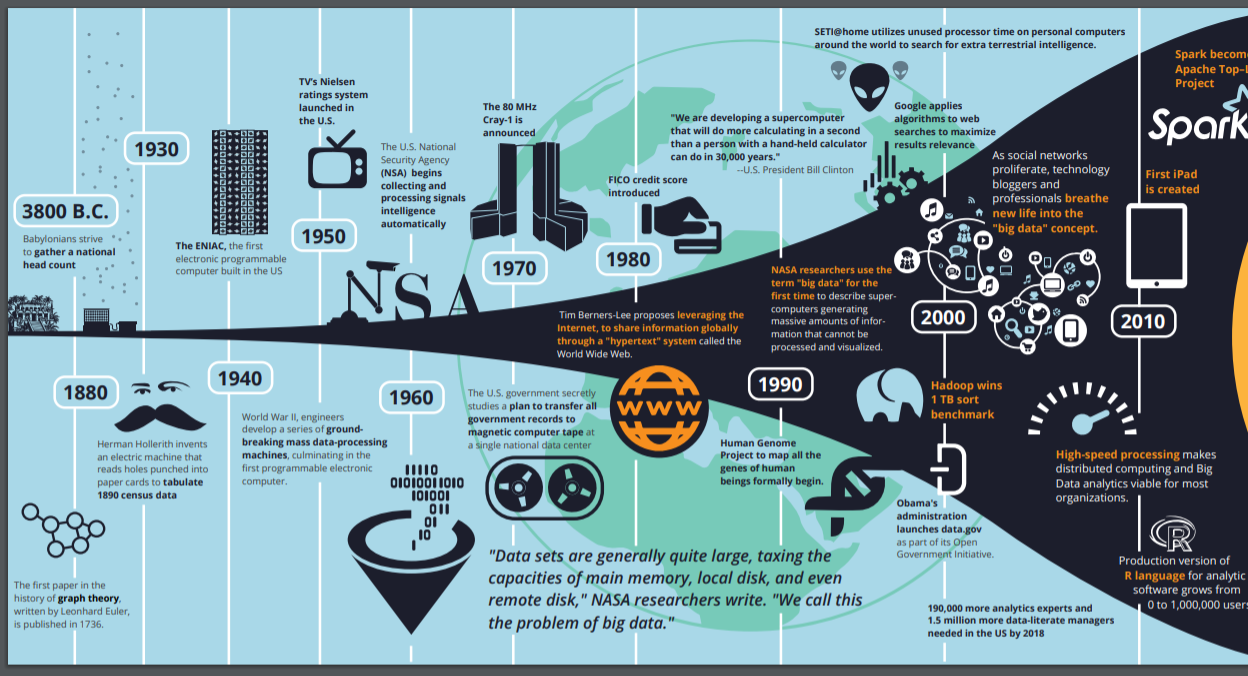 3800 B.C.
Babylonians strive
to gather a national
head count
1880
Herman Hollerith invents
an electric machine that
reads holes punched into
paper cards to tabulate
1890 census data
The first paper in the
history of graph theory,
written by Leonhard Euler,
is published in 1736.
1930
The ENIAC, the first
electronic programmable
computer built in the US
1940
World War II, engineers
develop a series of ground-
breaking mass data-processing
machines, culminating in the
first programmable electronic
computer.
TV's Nielsen
ratings system
launched in
the U.S.
1950
The U.S. National
Security Agency
(NSA) begins
collecting and
processing signals
intelligence
automatically
NSA
1960
The U.S. government secretly
studies a plan to transfer all
government records to
magnetic computer tape at
a single national data center
"Data sets are generally quite large, taxing the
capacities of main memory, local disk, and even
remote disk," NASA researchers write. "We call this
the problem of big data."
The 80 MHz
Cray-1 is
announced
1970
FICO credit score
introduced
1980
Tim Berners-Lee proposes leveraging the
Internet, to share information globally
through a "hypertext" system called the
World Wide Web.
www
"We are developing a supercomputer
that will do more calculating in a second
than a person with a hand-held calculator
can do in 30,000 years."
--U.S. President Bill Clinton
NASA researchers use the
term "big data" for the
first time to describe super-
computers generating
massive amounts of infor-
mation that cannot be
processed and visualized.
1990
Human Genome
Project to map all the
genes of human
beings formally begin.
SETI@home utilizes unused processor time on personal computers
around the world to search for extra terrestrial intelligence.
Google applies
algorithms to web
searches to maximize
results relevance
As social networks
proliferate, technology
bloggers and
professionals breathe
new life into the
"big data" concept.
2000
Hadoop wins
1 TB sort
benchmark
Obama's
administration
launches data.gov
as part of its Open
Government Initiative.
190,000 more analytics experts and
1.5 million more data-literate managers
needed in the US by 2018
Spark becom
Apache Top-L
Project
Spark
First iPad
is created
2010
High-speed processing makes
distributed computing and Big
Data analytics viable for most
organizations.
R
Production version of
R language for analytic
software grows from
0 to 1,000,000 users